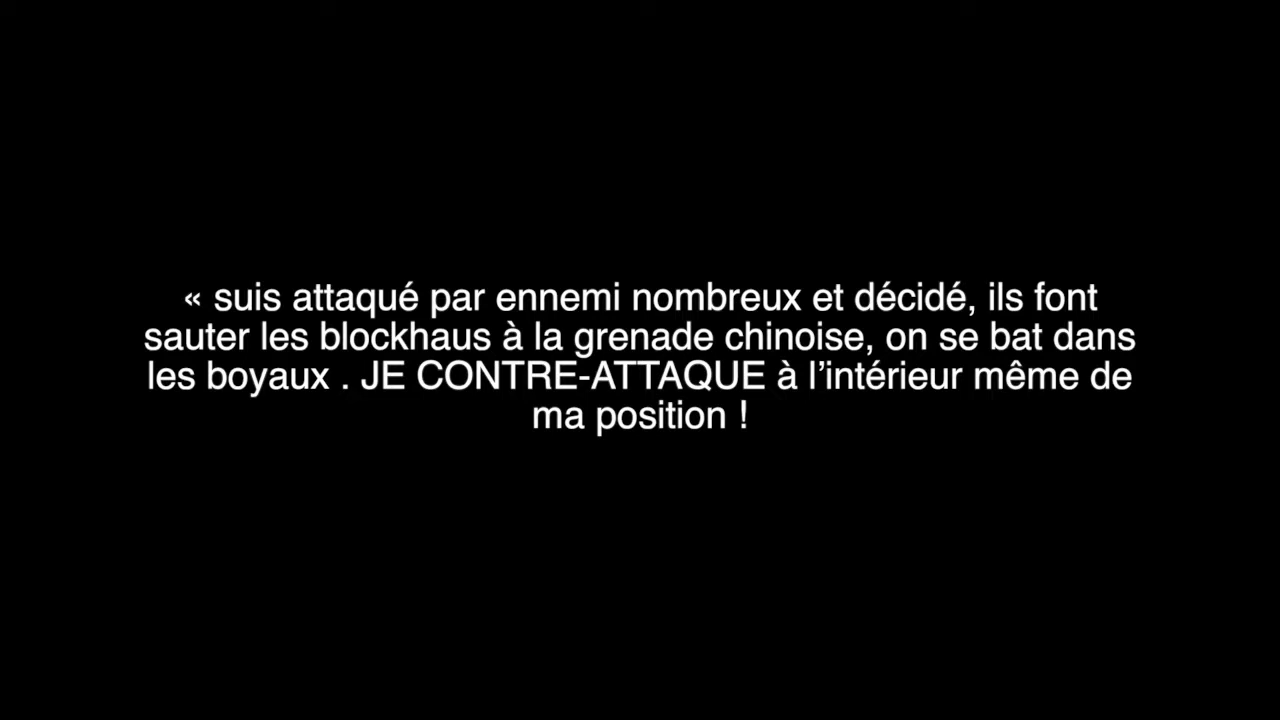 « suis attaqué par ennemi nombreux et décidé, ils font
sauter les blockhaus à la grenade chinoise, on se bat dans
les boyaux . JE CONTRE-ATTAQUE à l’intérieur même de
ma position !